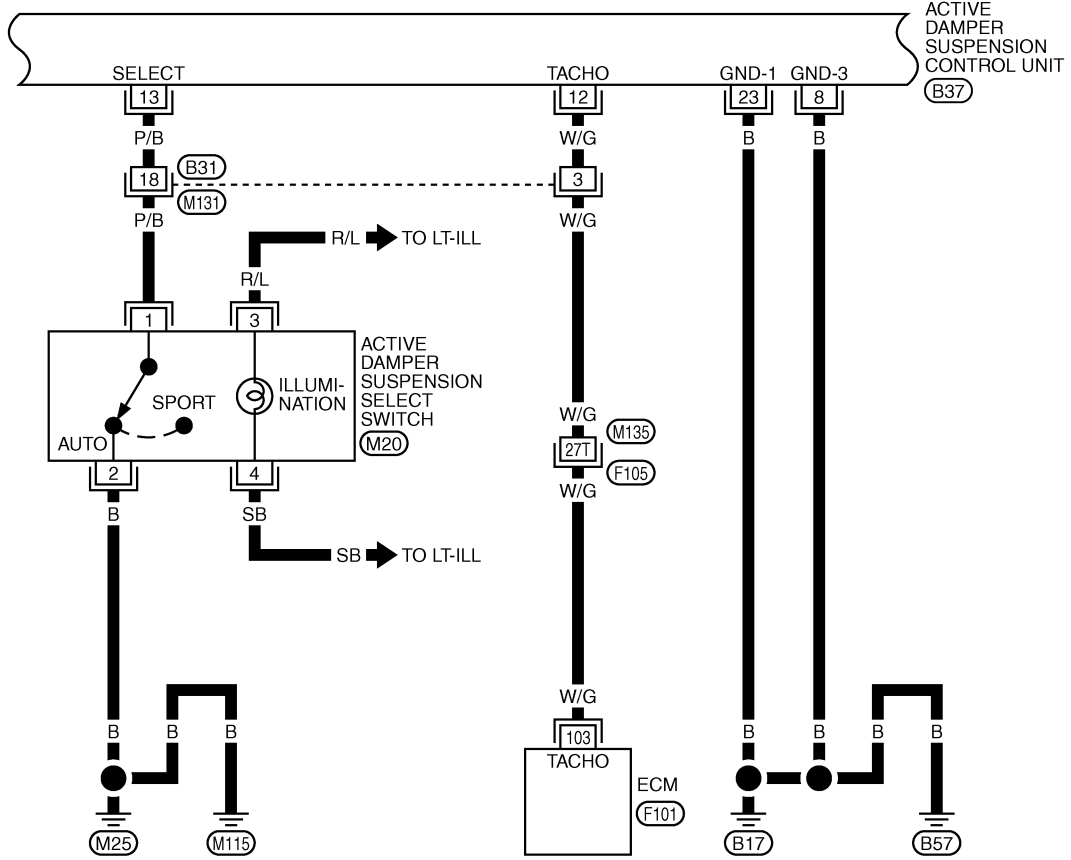 ACTIVE
DAMPER
SUSPENSION
CONTROL UNIT
B37
SELECT
TACHO
GND-1
GND-3
13
12
23
8
P/B
W/G
B
B
B31
18
3
M131
P/B
W/G
R/L
TO LT-ILL
R/L
1
3
ACTIVE
DAMPER
SUSPENSION
SELECT
SWITCH
M20
ILLUMI-
NATION
SPORT
AUTO
2
4
B
SB
SB
TO LT-ILL
W/G
M135
27T
F105
W/G
W/G
103
TACHO
ECM
F101
B
B
B
B
B
B
B
M25
M115
B17
B57